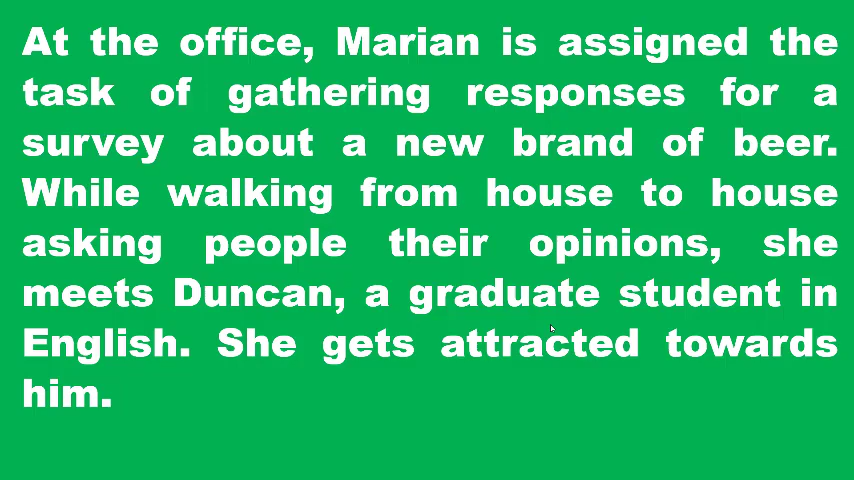 At the office, Marian is assigned the
task of gathering responses for a
survey about a new brand of beer.
While walking from house to house
asking people their opinions, she
meets Duncan, a graduate student in
English. She gets attracted towards
him.